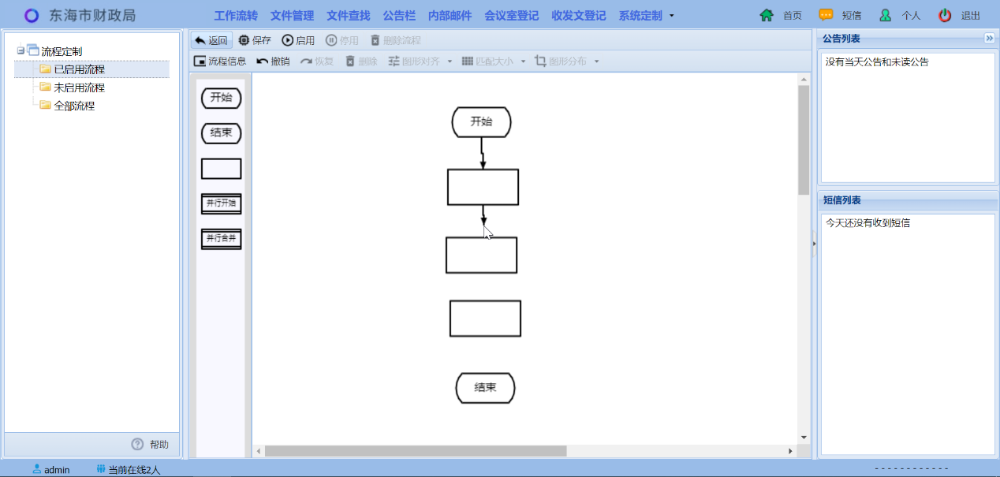 东海市财政局 工作流转 文件管理 文件查找 公告栏 内部邮件 会议室登记 收发文登记 系统定制 首页 短信 个人 退出
流程定制
已启用流程
未启用流程
全部流程
帮助
返回 保存 启用 停用 删除流程
流程信息 撤销 恢复 删除 图形对齐 匹配大小 图形分布
开始
结束
并行开始
并行合并
开始
结束
公告列表
没有当天公告和未读公告
短信列表
今天还没有收到短信
admin 当前在线2人 - - - - - - - - - - - -